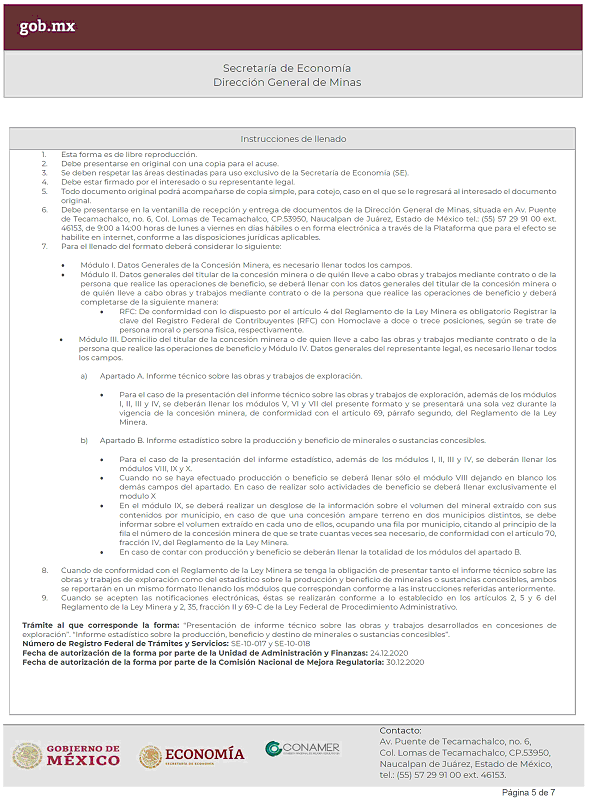 gob.mx
Secretaría de Economía
Dirección General de Minas
Instrucciones de llenado
1. Esta forma es de libre reproducción.
2. Debe presentarse en original con una copia para el acuse.
3. Se deben respetar las áreas destinadas para uso exclusivo de la Secretaría de Economía (SE).
4. Debe estar firmado por el interesado o su representante legal.
5. Todo documento original podrá acompañarse de copia simple, para cotejo, caso en el que se le regresará al interesado el documento
original.
6. Debe presentarse en la ventanilla de recepción y entrega de documentos de la Dirección General de Minas, situada en Av. Puente
de Tecamachalco, no. 6, Col. Lomas de Tecamachalco, CP.53950, Naucalpan de Juárez, Estado de México tel.: (55) 57 29 91 00 ext.
46153, de 9:00 a 14:00 horas de lunes a viernes en días hábiles o en forma electrónica a través de la Plataforma que para el efecto se
habilite en internet, conforme a las disposiciones jurídicas aplicables.
7. Para el llenado del formato deberá considerar lo siguiente:
• Módulo I. Datos Generales de la Concesión Minera, es necesario llenar todos los campos.
• Módulo II. Datos generales del titular de la concesión minera o de quién lleve a cabo obras y trabajos mediante contrato o de la
persona que realice las operaciones de beneficio, se deberá llenar con los datos generales del titular de la concesión minera o
de quién lleve a cabo obras y trabajos mediante contrato o de la persona que realice las operaciones de beneficio y deberá
completarse de la siguiente manera:
• RFC: De conformidad con lo dispuesto por el artículo 4 del Reglamento de la Ley Minera es obligatorio Registrar la
clave del Registro Federal de Contribuyentes (RFC) con Homoclave a doce o trece posiciones, según se trate de
persona moral o persona física, respectivamente.
• Módulo III. Domicilio del titular de la concesión minera o de quien lleve a cabo las obras y trabajos mediante contrato o de la
persona que realice las operaciones de beneficio y Módulo IV. Datos generales del representante legal, es necesario llenar todos
los campos.
a) Apartado A. Informe técnico sobre las obras y trabajos de exploración.
• Para el caso de la presentación del informe técnico sobre las obras y trabajos de exploración, además de los módulos
I, II, III y IV, se deberán llenar los módulos V, VI y VII del presente formato y se presentará una sola vez durante la
vigencia de la concesión minera, de conformidad con el artículo 69, párrafo segundo, del Reglamento de la Ley
Minera.
b) Apartado B. Informe estadístico sobre la producción y beneficio de minerales o sustancias concesibles.
• Para el caso de la presentación del informe estadístico, además de los módulos I, II, III y IV, se deberán llenar los
módulos VIII, IX y X.
• Cuando no se haya efectuado producción o beneficio se deberá llenar sólo el módulo VIII dejando en blanco los
demás campos del apartado. En caso de realizar solo actividades de beneficio se deberá llenar exclusivamente el
modulo X
• En el módulo IX, se deberá realizar un desglose de la información sobre el volumen del mineral extraído con sus
contenidos por municipio, en caso de que una concesión ampare terreno en dos municipios distintos, se debe
informar sobre el volumen extraído en cada uno de ellos, ocupando una fila por municipio, citando al principio de la
fila el número de la concesión minera de que se trate cuantas veces sea necesario, de conformidad con el artículo 70,
fracción IV, del Reglamento de la Ley Minera.
• En caso de contar con producción y beneficio se deberán llenar la totalidad de los módulos del apartado B.
8. Cuando de conformidad con el Reglamento de la Ley Minera se tenga la obligación de presentar tanto el informe técnico sobre las
obras y trabajos de exploración como del estadístico sobre la producción y beneficio de minerales o sustancias concesibles, ambos
se reportarán en un mismo formato llenando los módulos que correspondan conforme a las instrucciones referidas anteriormente.
9. Cuando se acepten las notificaciones electrónicas, éstas se realizarán conforme a lo establecido en los artículos 2, 5 y 6 del
Reglamento de la Ley Minera y 2, 35, fracción II y 69-C de la Ley Federal de Procedimiento Administrativo.
Trámite al que corresponde la forma: "Presentación de informe técnico sobre las obras y trabajos desarrollados en concesiones
de exploración". "Informe estadístico sobre la producción, beneficio y destino de minerales o sustancias concesibles".
Número de Registro Federal de Trámites y Servicios: SE-10-017 y SE-10-018
Fecha de autorización de la forma por parte de la Unidad de Administración y Finanzas: 24.12.2020
Fecha de autorización de la forma por parte de la Comisión Nacional de Mejora Regulatoria: 30.12.2020
GOBIERNO DE
MÉXICO
ECONOMÍA
SECRETARÍA DE ECONOMÍA
CONAMER
Contacto:
Av. Puente de Tecamachalco, no. 6,
Col. Lomas de Tecamachalco, CP.53950,
Naucalpan de Juárez, Estado de México,
tel.: (55) 57 29 91 00 ext. 46153.
Página 5 de 7